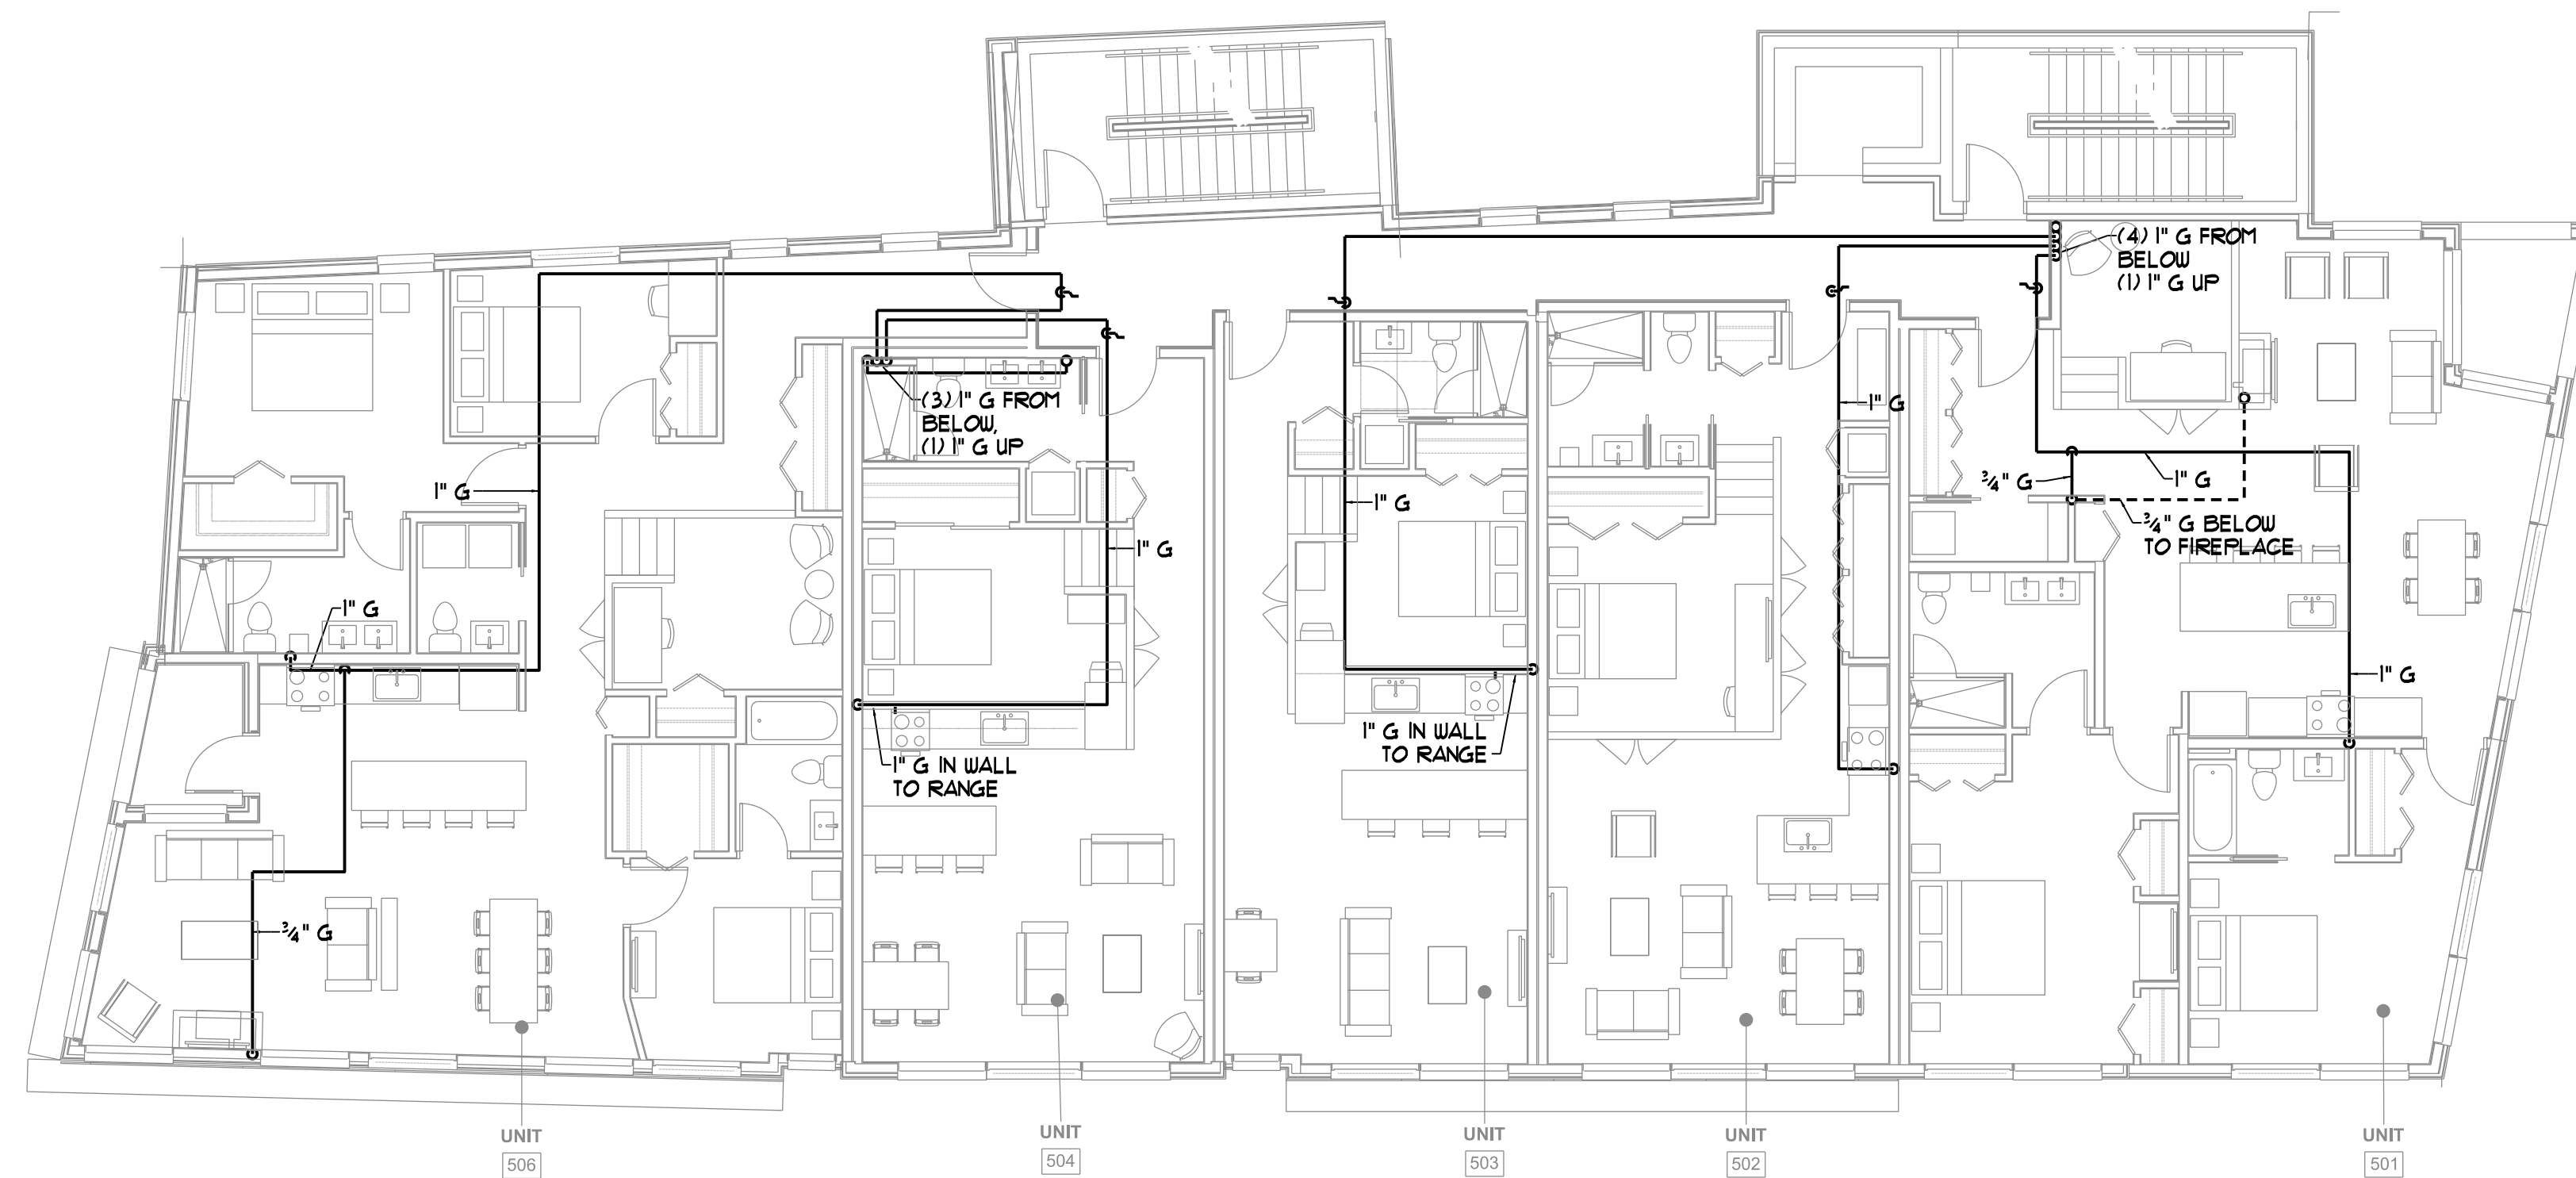 (4) 1" G FROM
BELOW
(1) 1" G UP
(3) 1" G FROM
BELOW,
(1) 1" G UP
1" G
1" G
1" G
1" G
1" G
3/4" G
1" G
3/4" G BELOW
TO FIREPLACE
1" G
1" G
1" G IN WALL
TO RANGE
1" G IN WALL
TO RANGE
3/4" G
UNIT
506
UNIT
504
UNIT
503
UNIT
502
UNIT
501